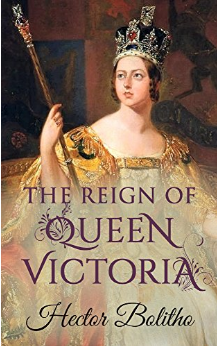 THE REIGN OF
QUEEN
VICTORIA
Hector Bolitho